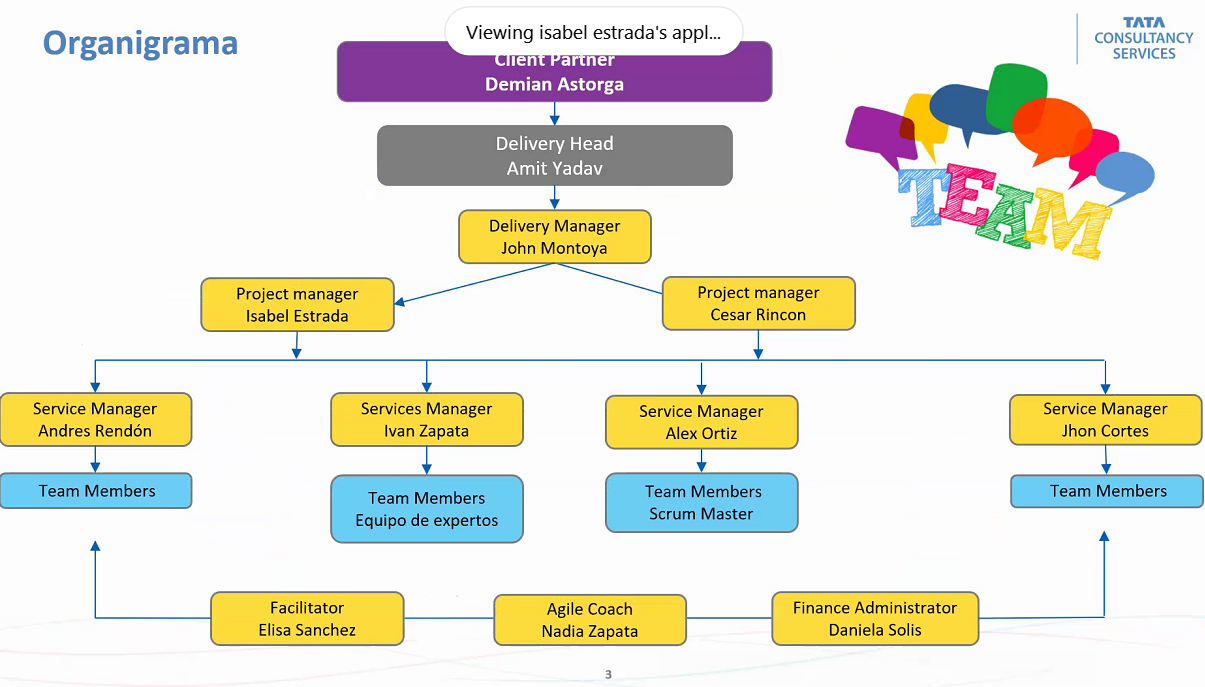 Viewing isabel estrada's appl...
Organigrama
TATA
CONSULTANCY
SERVICES
Client Partner
Demian Astorga
Delivery Head
Amit Yadav
TEAM
Delivery Manager
John Montoya
Project manager
Isabel Estrada
Project manager
Cesar Rincon
Service Manager
Andres Rendón
Services Manager
Ivan Zapata
Service Manager
Alex Ortiz
Service Manager
Jhon Cortes
Team Members
Team Members
Equipo de expertos
Team Members
Scrum Master
Team Members
Facilitator
Elisa Sanchez
Agile Coach
Nadia Zapata
Finance Administrator
Daniela Solis
3